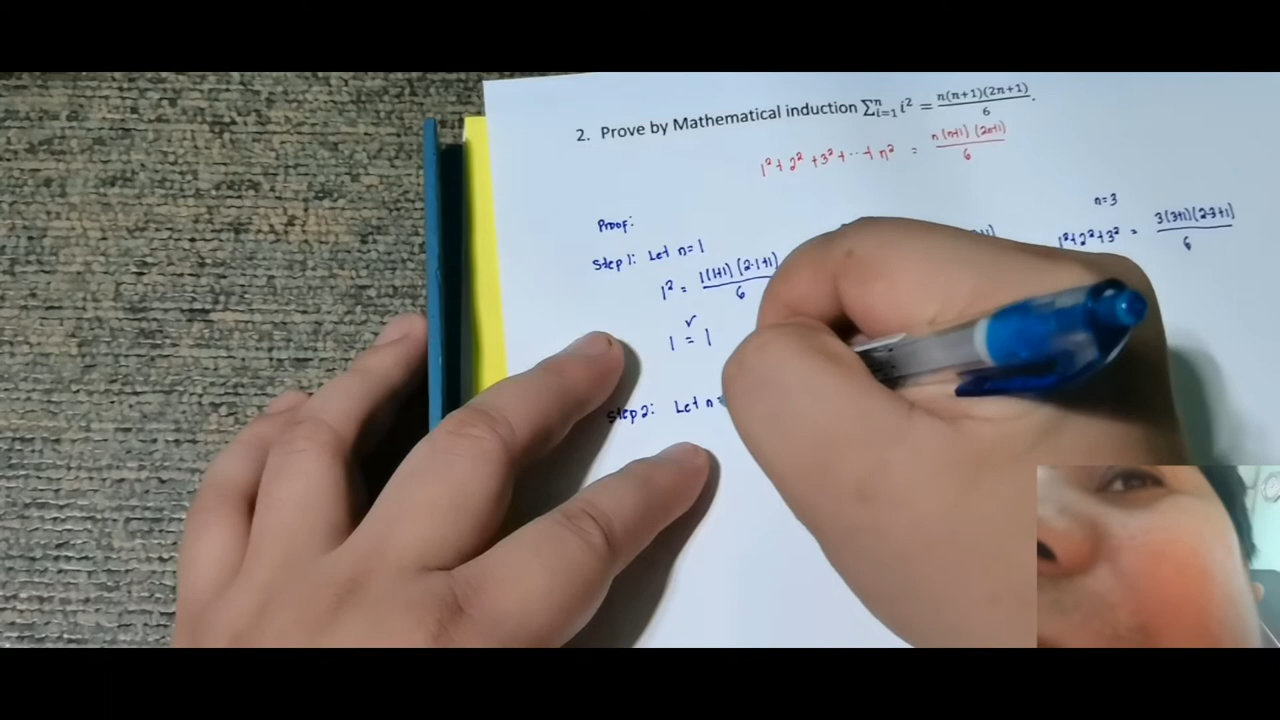 2. Prove by Mathematical induction ∑ⁿᵢ₌₁ i² = n(n+1)(2n+1)/6.
1² + 2² + 3² + ⋯ + n² = n(n+1)(2n+1)/6
Proof:
Step 1: Let n=1
1² = 1(1+1)(2·1+1)/6
1 = 1
✓
n=3
1²+2²+3² = 3(3+1)(2·3+1)/6
Step 2: Let n=